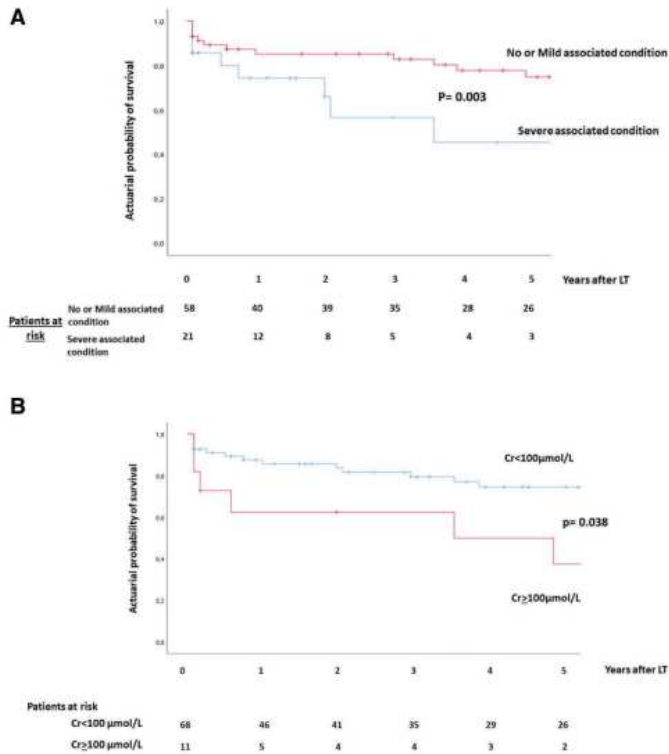 A
1,0
No or Mild associated condition
0,8
P= 0.003
0,6
Severe associated condition
Actuarial probability of survival
0,4
0,2
0,0
0 1 2 3 4 5 Years after LT
Patients at risk
No or Mild associated condition 58 40 39 35 28 26
Severe associated condition 21 12 8 5 4 3
B
1,0
Cr<100μmol/L
0,8
p= 0.038
0,6
Actuarial probability of survival
0,4
Cr≥100μmol/L
0,2
0,0
0 1 2 3 4 5 Years after LT
Patients at risk
Cr<100 μmol/L 68 46 41 35 29 26
Cr≥100 μmol/L 11 5 4 4 3 2